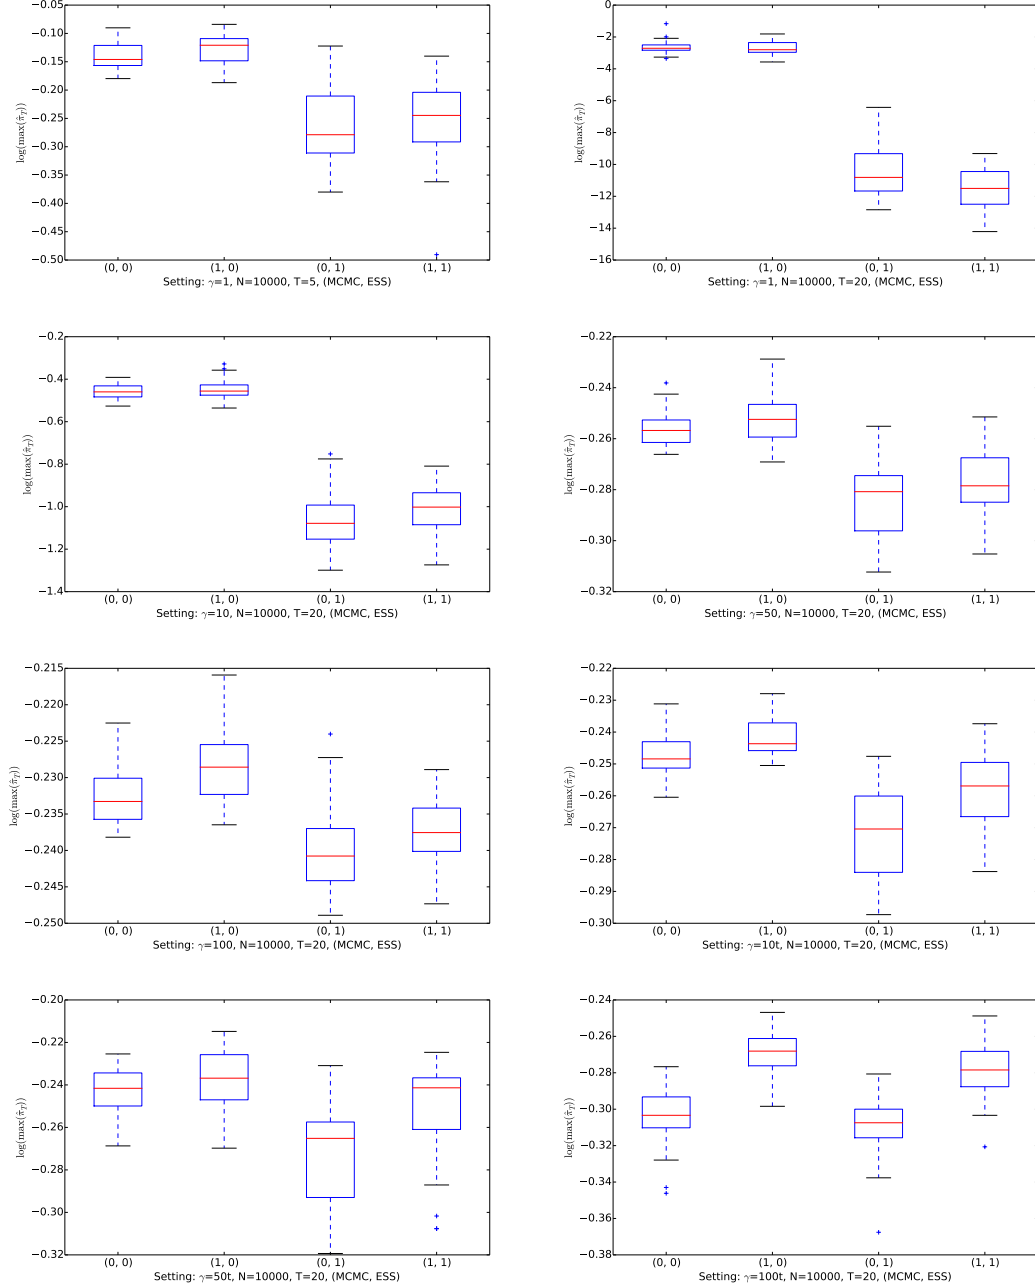 −0.05
−0.10
−0.15
−0.20
−0.25
−0.30
−0.35
−0.40
−0.45
−0.50
log(max(π̂_T))
(0, 0) (1, 0) (0, 1) (1, 1)
Setting: γ=1, N=10000, T=5, (MCMC, ESS)
0
−2
−4
−6
−8
−10
−12
−14
−16
log(max(π̂_T))
(0, 0) (1, 0) (0, 1) (1, 1)
Setting: γ=1, N=10000, T=20, (MCMC, ESS)
−0.2
−0.4
−0.6
−0.8
−1.0
−1.2
−1.4
log(max(π̂_T))
(0, 0) (1, 0) (0, 1) (1, 1)
Setting: γ=10, N=10000, T=20, (MCMC, ESS)
−0.22
−0.24
−0.26
−0.28
−0.30
−0.32
log(max(π̂_T))
(0, 0) (1, 0) (0, 1) (1, 1)
Setting: γ=50, N=10000, T=20, (MCMC, ESS)
−0.215
−0.220
−0.225
−0.230
−0.235
−0.240
−0.245
−0.250
log(max(π̂_T))
(0, 0) (1, 0) (0, 1) (1, 1)
Setting: γ=100, N=10000, T=20, (MCMC, ESS)
−0.22
−0.23
−0.24
−0.25
−0.26
−0.27
−0.28
−0.29
−0.30
log(max(π̂_T))
(0, 0) (1, 0) (0, 1) (1, 1)
Setting: γ=10t, N=10000, T=20, (MCMC, ESS)
−0.20
−0.22
−0.24
−0.26
−0.28
−0.30
−0.32
log(max(π̂_T))
(0, 0) (1, 0) (0, 1) (1, 1)
Setting: γ=50t, N=10000, T=20, (MCMC, ESS)
−0.24
−0.26
−0.28
−0.30
−0.32
−0.34
−0.36
−0.38
log(max(π̂_T))
(0, 0) (1, 0) (0, 1) (1, 1)
Setting: γ=100t, N=10000, T=20, (MCMC, ESS)